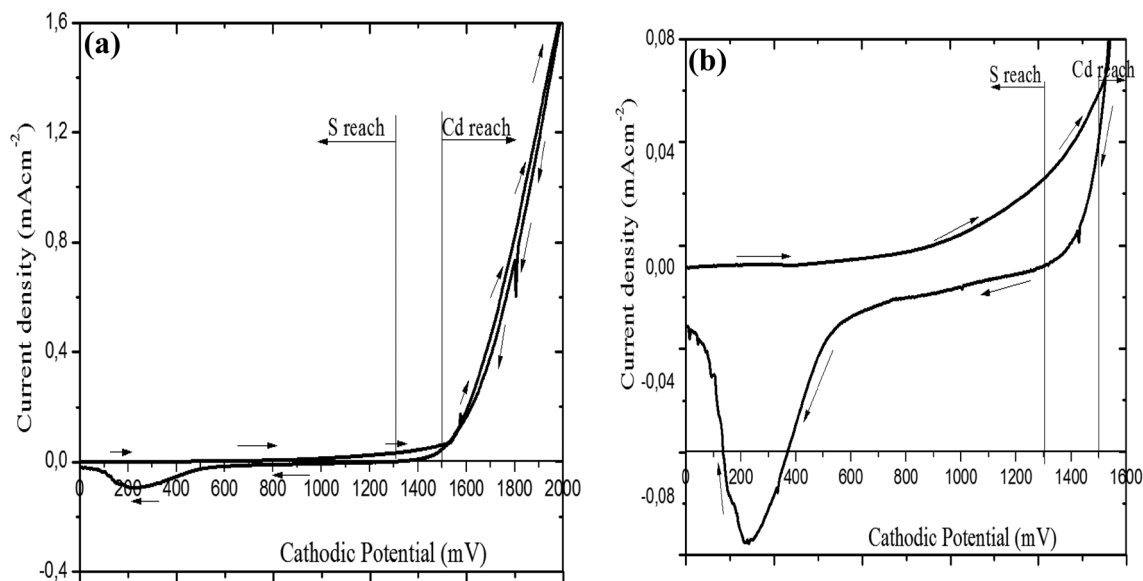 (a)
S reach
Cd reach
Current density (mAcm⁻²)
1,6
1,2
0,8
0,4
0,0
-0,4
0 200 400 600 800 1000 1200 1400 1600 1800 2000
Cathodic Potential (mV)
(b)
S reach
Cd reach
Current density (mAcm⁻²)
0,08
0,04
0,00
-0,04
-0,08
0 200 400 600 800 1000 1200 1400 1600
Cathodic Potential (mV)